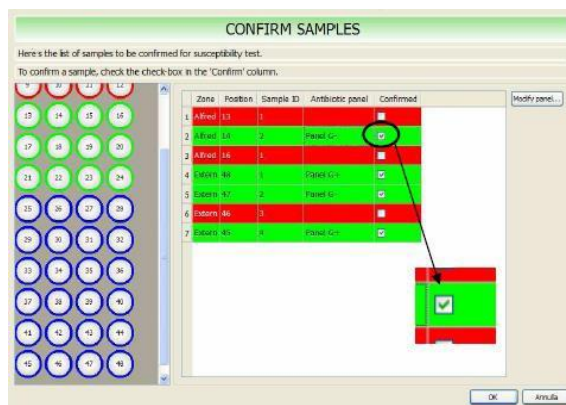 CONFIRM SAMPLES
Here's the list of samples to be confirmed for susceptibility test.
To confirm a sample, check the check-box in the 'Confirm' column.
9 10 11 12
13 14 15 16
17 18 19 20
21 22 23 24
25 26 27 28
29 30 31 32
33 34 35 36
37 38 39 40
41 42 43 44
45 46 47 48
Zone Position Sample ID Antibiotic panel Confirmed
1 Alfred 13 1
2 Alfred 14 2 Panel G-
3 Alfred 16 1
4 Extern 48 1 Panel G+
5 Extern 47 2 Panel G-
6 Extern 46 3
7 Extern 45 4 Panel G+
Modify panel...
OK Annulla